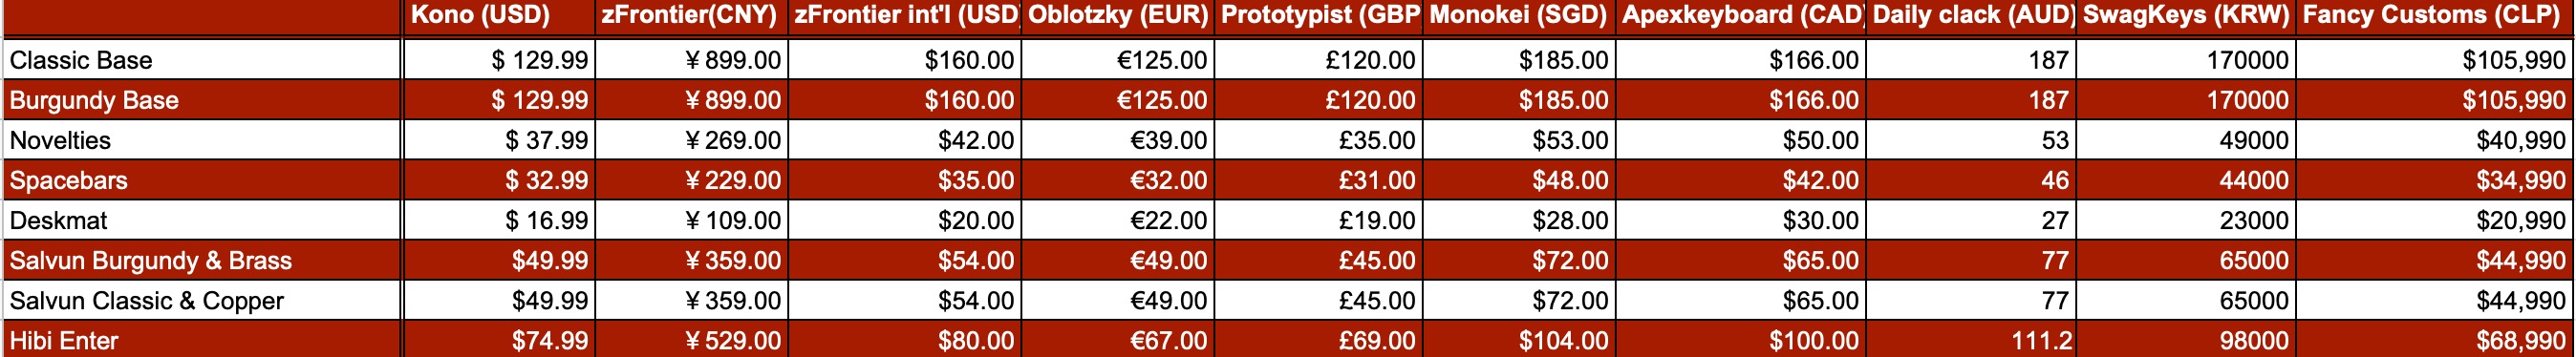 Kono (USD) zFrontier(CNY) zFrontier int'l (USD Oblotzky (EUR) Prototypist (GBP Monokei (SGD) Apexkeyboard (CAD) Daily clack (AUD) SwagKeys (KRW) Fancy Customs (CLP)
Classic Base $ 129.99 ¥ 899.00 $160.00 €125.00 £120.00 $185.00 $166.00 187 170000 $105,990
Burgundy Base $ 129.99 ¥ 899.00 $160.00 €125.00 £120.00 $185.00 $166.00 187 170000 $105,990
Novelties $ 37.99 ¥ 269.00 $42.00 €39.00 £35.00 $53.00 $50.00 53 49000 $40,990
Spacebars $ 32.99 ¥ 229.00 $35.00 €32.00 £31.00 $48.00 $42.00 46 44000 $34,990
Deskmat $ 16.99 ¥ 109.00 $20.00 €22.00 £19.00 $28.00 $30.00 27 23000 $20,990
Salvun Burgundy & Brass $49.99 ¥ 359.00 $54.00 €49.00 £45.00 $72.00 $65.00 77 65000 $44,990
Salvun Classic & Copper $49.99 ¥ 359.00 $54.00 €49.00 £45.00 $72.00 $65.00 77 65000 $44,990
Hibi Enter $74.99 ¥ 529.00 $80.00 €67.00 £69.00 $104.00 $100.00 111.2 98000 $68,990